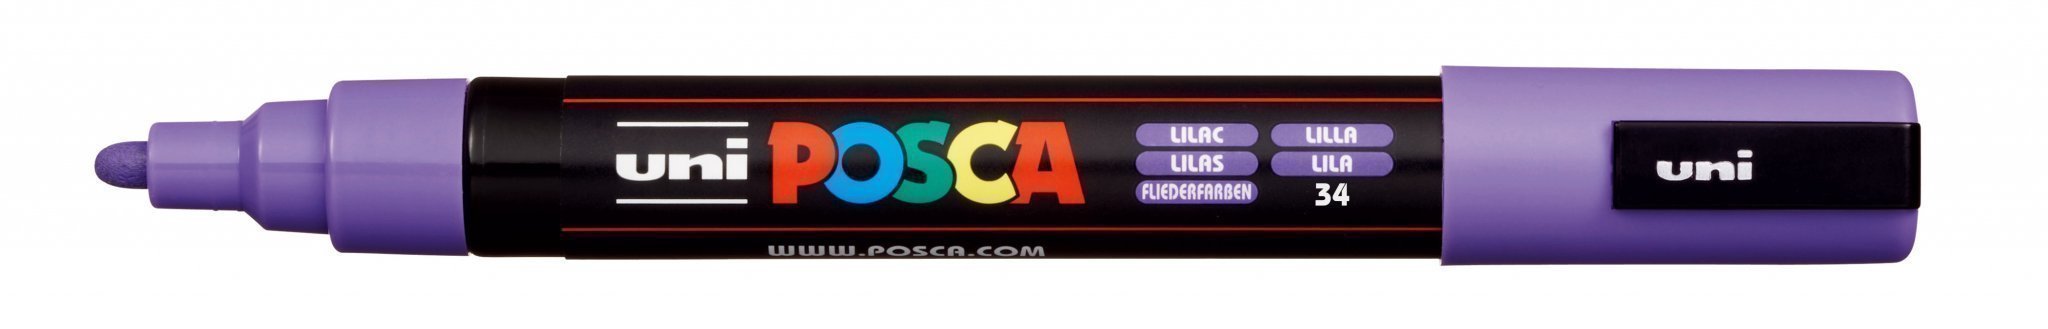 uni POSCA
LILAC LILLA
LILAS LILA
FLIEDERFARBEN 34
WWW.POSCA.COM
uni